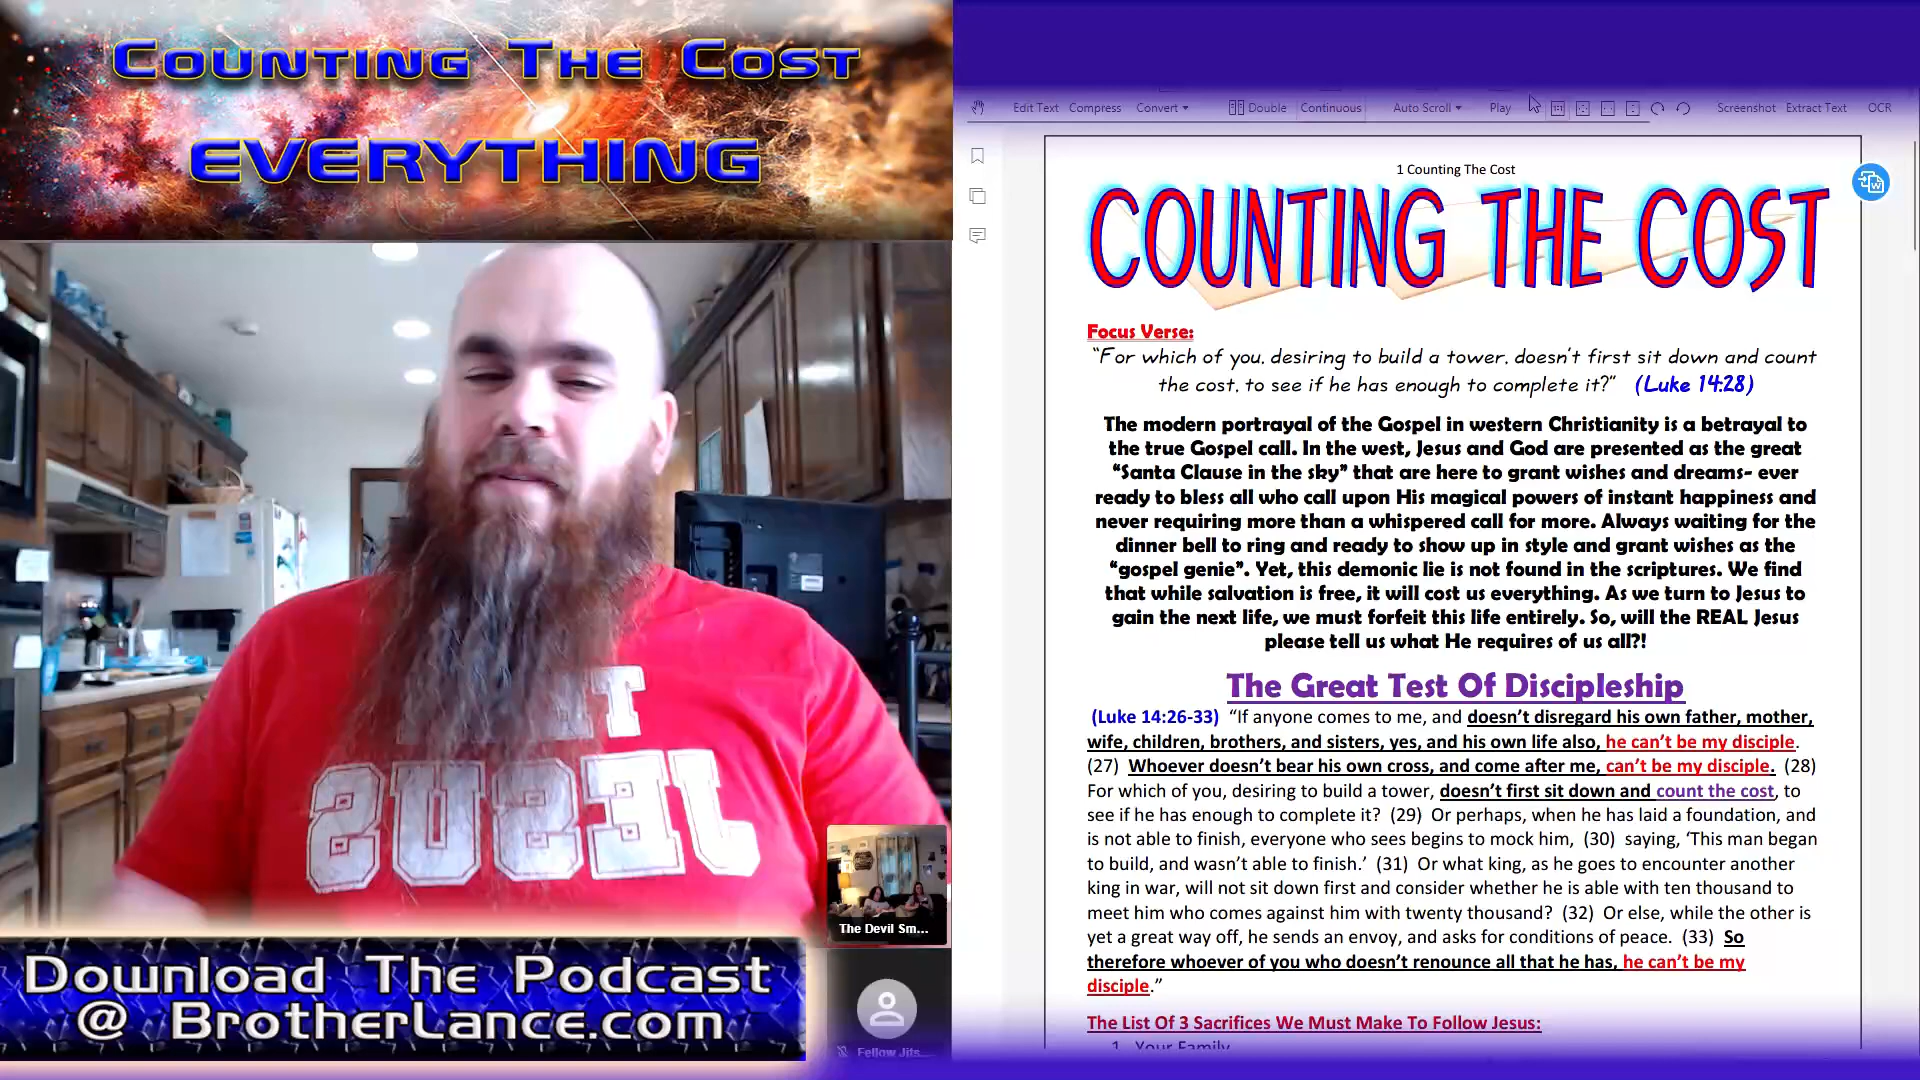 Counting The Cost
EVERYTHING
JESUS
The Devil Sm...
Download The Podcast
@ BrotherLance.com
Fellow Jits...
Edit Text Compress Convert Double Continuous Auto Scroll Play Screenshot Extract Text OCR
1 Counting The Cost
COUNTING THE COST
Focus Verse:
“For which of you, desiring to build a tower, doesn't first sit down and count
the cost, to see if he has enough to complete it?” (Luke 14:28)
The modern portrayal of the Gospel in western Christianity is a betrayal to
the true Gospel call. In the west, Jesus and God are presented as the great
“Santa Clause in the sky” that are here to grant wishes and dreams- ever
ready to bless all who call upon His magical powers of instant happiness and
never requiring more than a whispered call for more. Always waiting for the
dinner bell to ring and ready to show up in style and grant wishes as the
“gospel genie”. Yet, this demonic lie is not found in the scriptures. We find
that while salvation is free, it will cost us everything. As we turn to Jesus to
gain the next life, we must forfeit this life entirely. So, will the REAL Jesus
please tell us what He requires of us all?!
The Great Test Of Discipleship
(Luke 14:26-33) “If anyone comes to me, and doesn't disregard his own father, mother,
wife, children, brothers, and sisters, yes, and his own life also, he can't be my disciple.
(27) Whoever doesn't bear his own cross, and come after me, can't be my disciple. (28)
For which of you, desiring to build a tower, doesn't first sit down and count the cost, to
see if he has enough to complete it? (29) Or perhaps, when he has laid a foundation, and
is not able to finish, everyone who sees begins to mock him, (30) saying, ‘This man began
to build, and wasn't able to finish.’ (31) Or what king, as he goes to encounter another
king in war, will not sit down first and consider whether he is able with ten thousand to
meet him who comes against him with twenty thousand? (32) Or else, while the other is
yet a great way off, he sends an envoy, and asks for conditions of peace. (33) So
therefore whoever of you who doesn't renounce all that he has, he can't be my
disciple.”
The List Of 3 Sacrifices We Must Make To Follow Jesus:
1. Your Family